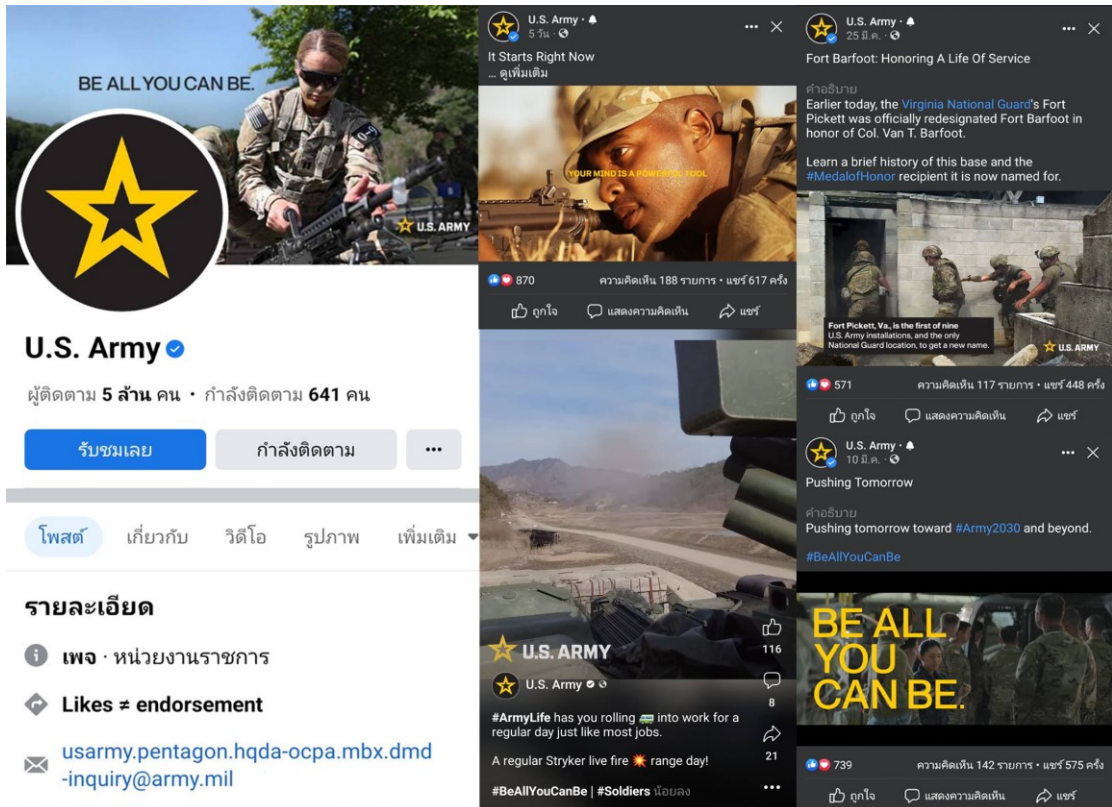 BE ALL YOU CAN BE.
U.S. ARMY
U.S. Army
ผู้ติดตาม 5 ล้าน คน • กำลังติดตาม 641 คน
รับชมเลย
กำลังติดตาม
โพสต์
เกี่ยวกับ
วิดีโอ
รูปภาพ
เพิ่มเติม
รายละเอียด
เพจ · หน่วยงานราชการ
Likes ≠ endorsement
usarmy.pentagon.hqda-ocpa.mbx.dmd
-inquiry@army.mil
U.S. Army
5 วัน
It Starts Right Now
... ดูเพิ่มเติม
YOUR MIND IS A POWERFUL TOOL
870
ความคิดเห็น 188 รายการ • แชร์ 617 ครั้ง
ถูกใจ
แสดงความคิดเห็น
แชร์
116
U.S. ARMY
U.S. Army
8
#ArmyLife has you rolling 🚐 into work for a
regular day just like most jobs.
21
A regular Stryker live fire 💥 range day!
#BeAllYouCanBe | #Soldiers น้อยลง
U.S. Army
25 มี.ค.
Fort Barfoot: Honoring A Life Of Service
คำอธิบาย
Earlier today, the Virginia National Guard's Fort
Pickett was officially redesignated Fort Barfoot in
honor of Col. Van T. Barfoot.
Learn a brief history of this base and the
#MedalofHonor recipient it is now named for.
Fort Pickett, Va., is the first of nine
U.S. Army installations, and the only
National Guard location, to get a new name.
U.S. ARMY
571
ความคิดเห็น 117 รายการ • แชร์ 448 ครั้ง
ถูกใจ
แสดงความคิดเห็น
แชร์
U.S. Army
10 มี.ค.
Pushing Tomorrow
คำอธิบาย
Pushing tomorrow toward #Army2030 and beyond.
#BeAllYouCanBe
BE ALL
YOU
CAN BE.
739
ความคิดเห็น 142 รายการ • แชร์ 575 ครั้ง
ถูกใจ
แสดงความคิดเห็น
แชร์